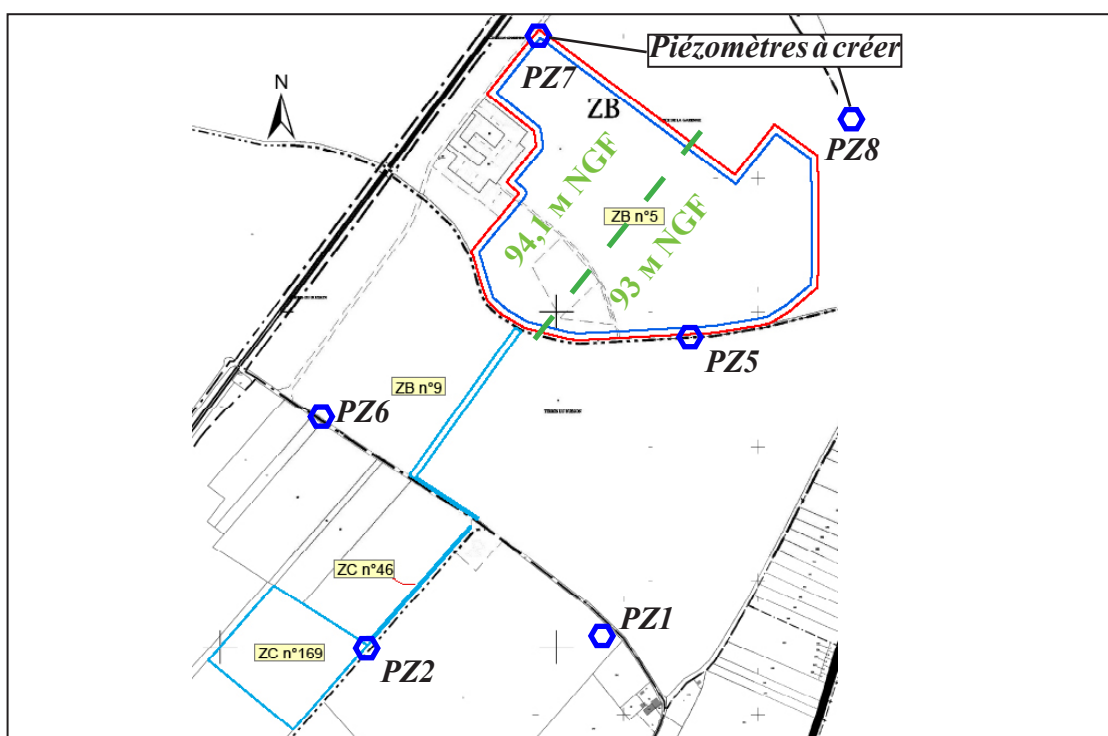 Piézomètres à créer
N
PZ7
ZB
PZ8
94,1 M NGF
ZB n°5
93 M NGF
PZ5
ZB n°9
PZ6
ZC n°46
PZ1
ZC n°169
PZ2